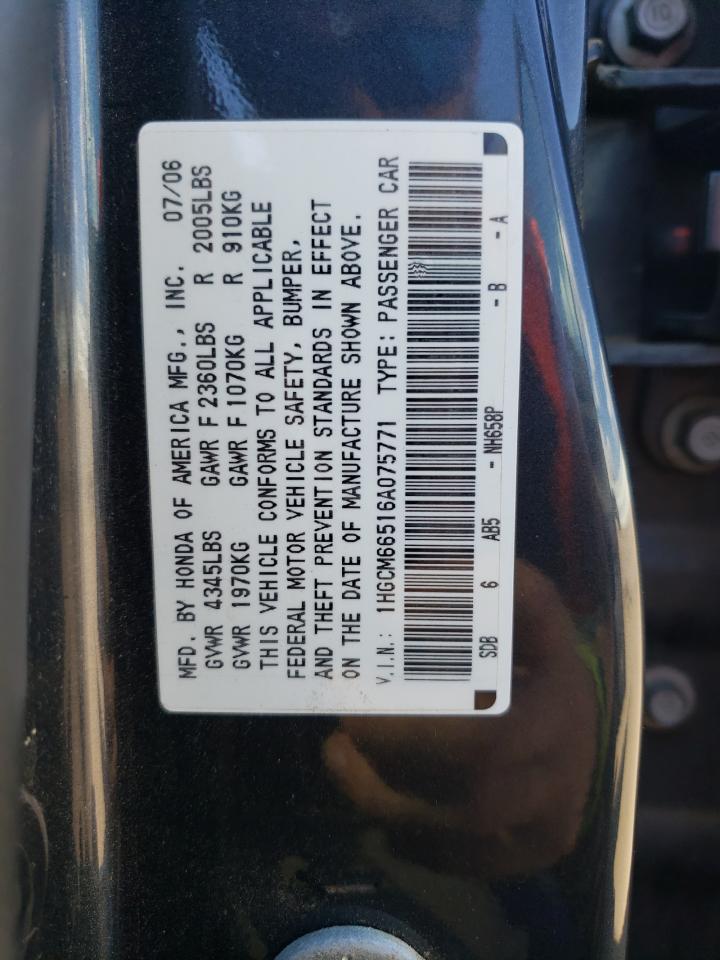 MFD. BY HONDA OF AMERICA MFG., INC. 07/06
GVWR 4345LBS GAWR F 2360LBS R 2005LBS
GVWR 1970KG GAWR F 1070KG R 910KG
THIS VEHICLE CONFORMS TO ALL APPLICABLE
FEDERAL MOTOR VEHICLE SAFETY, BUMPER,
AND THEFT PREVENTION STANDARDS IN EFFECT
ON THE DATE OF MANUFACTURE SHOWN ABOVE.
V.I.N.: 1HGCM66516A075771 TYPE: PASSENGER CAR
SDB 6 AB5 - NH658P - B - A
10